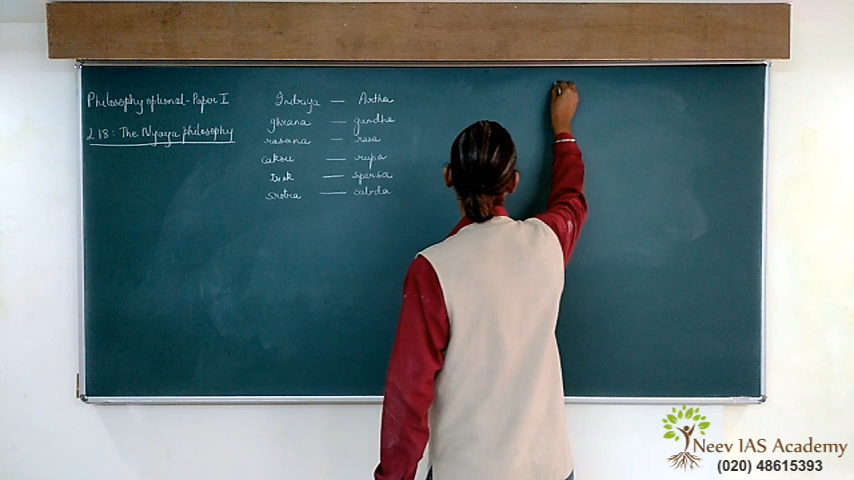 Philosophy optional - Paper I
L18: The Nyaya philosophy
Indriya — Artha
ghrana — gandha
rasana — rasa
caksu — rupa
tvak — sparsa
srotra — sabda
Neev IAS Academy
(020) 48615393